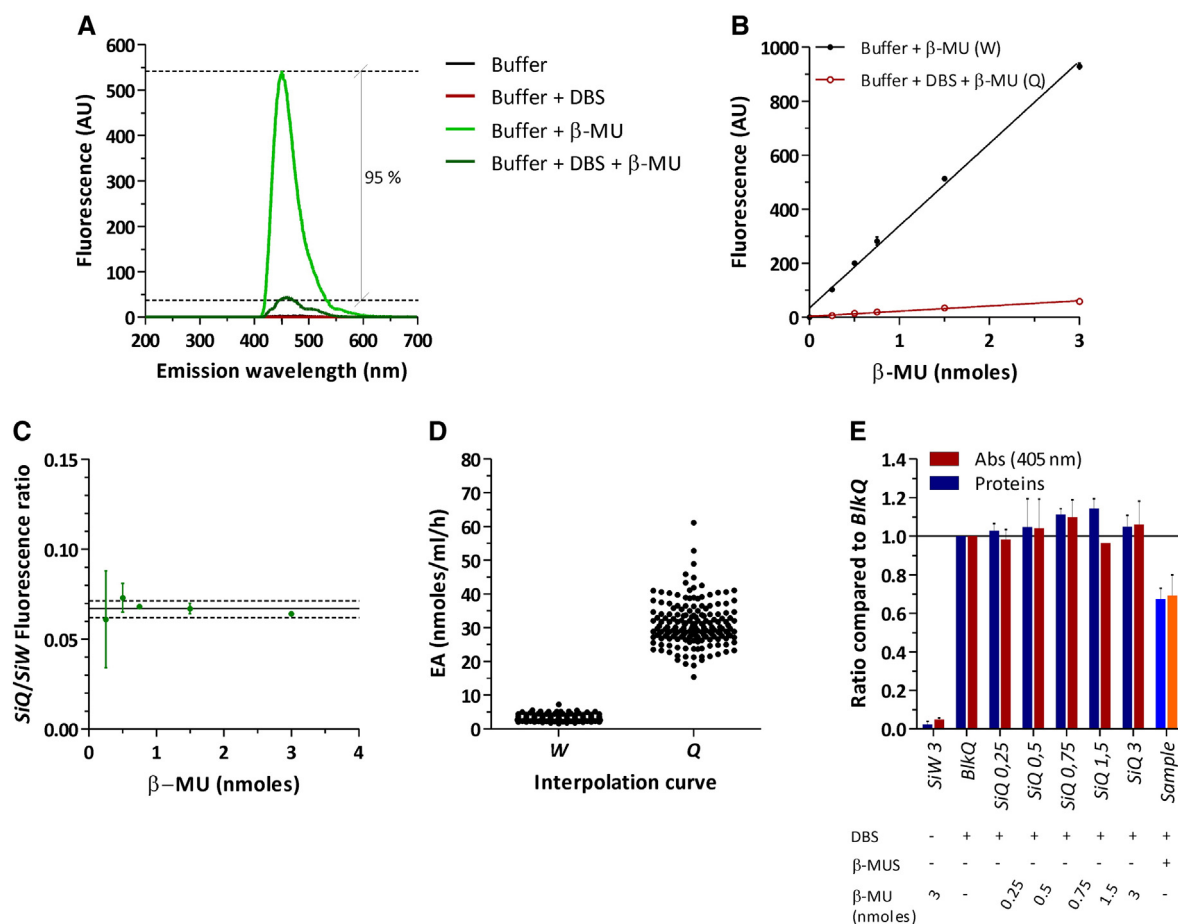 A
600
500
400
300
200
100
50
0
200 300 400 500 600 700
Fluorescence (AU)
Emission wavelength (nm)
95 %
Buffer
Buffer + DBS
Buffer + β-MU
Buffer + DBS + β-MU
B
1000
800
600
400
200
0
0 1 2 3
Fluorescence (AU)
β-MU (nmoles)
Buffer + β-MU (W)
Buffer + DBS + β-MU (Q)
C
0.15
0.10
0.05
0.00
0 1 2 3 4
SiQ/SiW Fluorescence ratio
β−MU (nmoles)
D
80
70
60
50
40
30
20
10
0
EA (nmoles/ml/h)
W Q
Interpolation curve
E
Abs (405 nm)
Proteins
1.4
1.2
1.0
0.8
0.6
0.4
0.2
0.0
Ratio compared to BlkQ
SiW 3 BlkQ SiQ 0,25 SiQ 0,5 SiQ 0,75 SiQ 1,5 SiQ 3 Sample
DBS - + + + + + + +
β-MUS - - - - - - - +
β-MU (nmoles) 3 - 0.25 0.5 0.75 1.5 3 -